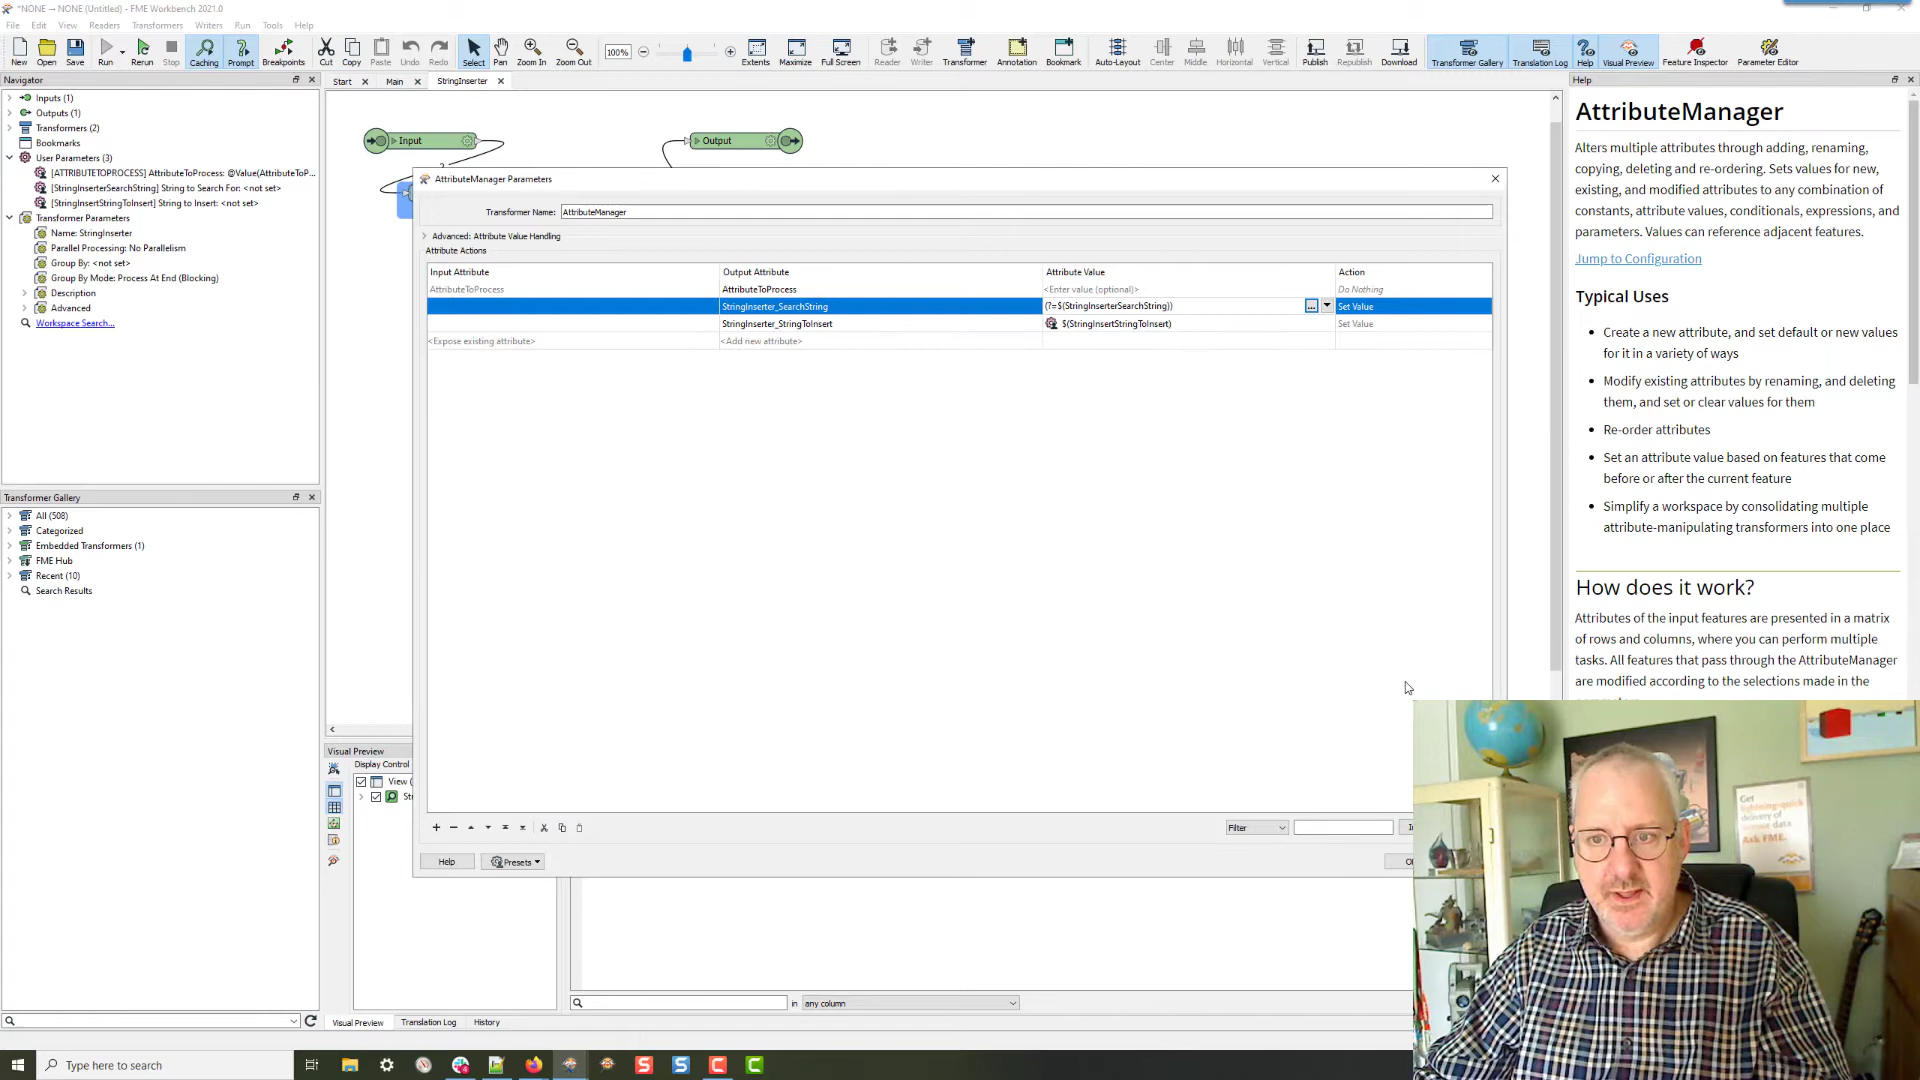 *NONE → NONE (Untitled) - FME Workbench 2021.0
File Edit View Readers Transformers Writers Run Tools Help
New Open Save Run Rerun Stop Caching Prompt Breakpoints Cut Copy Paste Undo Redo Select Pan Zoom In Zoom Out 100% Extents Maximize Full Screen Reader Writer Transformer Annotation Bookmark Auto-Layout Center Middle Horizontal Vertical Publish Republish Download Transformer Gallery Translation Log Help Visual Preview Feature Inspector Parameter Editor
Navigator
Inputs (1)
Outputs (1)
Transformers (2)
Bookmarks
User Parameters (3)
[ATTRIBUTETOPROCESS] AttributeToProcess: @Value(AttributeToP...
[StringInserterSearchString] String to Search For: <not set>
[StringInsertStringToInsert] String to Insert: <not set>
Transformer Parameters
Name: StringInserter
Parallel Processing: No Parallelism
Group By: <not set>
Group By Mode: Process At End (Blocking)
Description
Advanced
Workspace Search...
Transformer Gallery
All (508)
Categorized
Embedded Transformers (1)
FME Hub
Recent (10)
Search Results
Start Main StringInserter
Input Output
AttributeManager Parameters
Transformer Name: AttributeManager
Advanced: Attribute Value Handling
Attribute Actions
Input Attribute Output Attribute Attribute Value Action
AttributeToProcess AttributeToProcess <Enter value (optional)> Do Nothing
StringInserter_SearchString (?=$(StringInserterSearchString)) ... Set Value
StringInserter_StringToInsert $(StringInsertStringToInsert) Set Value
<Expose existing attribute> <Add new attribute>
Filter
Help Presets
Visual Preview
Display Control
View (
in any column
Visual Preview Translation Log History
Help
AttributeManager
Alters multiple attributes through adding, renaming,
copying, deleting and re-ordering. Sets values for new,
existing, and modified attributes to any combination of
constants, attribute values, conditionals, expressions, and
parameters. Values can reference adjacent features.
Jump to Configuration
Typical Uses
Create a new attribute, and set default or new values
for it in a variety of ways
Modify existing attributes by renaming, and deleting
them, and set or clear values for them
Re-order attributes
Set an attribute value based on features that come
before or after the current feature
Simplify a workspace by consolidating multiple
attribute-manipulating transformers into one place
How does it work?
Attributes of the input features are presented in a matrix
of rows and columns, where you can perform multiple
tasks. All features that pass through the AttributeManager
are modified according to the selections made in the
Get
lightning-quick
delivery of
data
Ask FME.
Type here to search